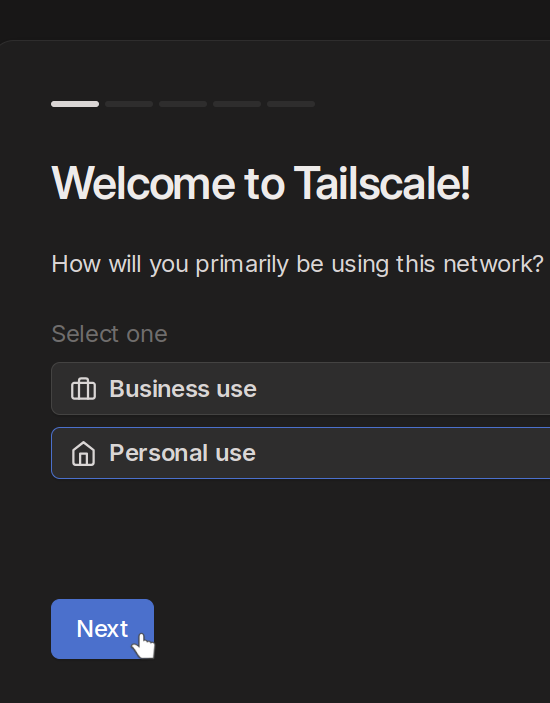 Welcome to Tailscale!
How will you primarily be using this network?
Select one
Business use
Personal use
Next